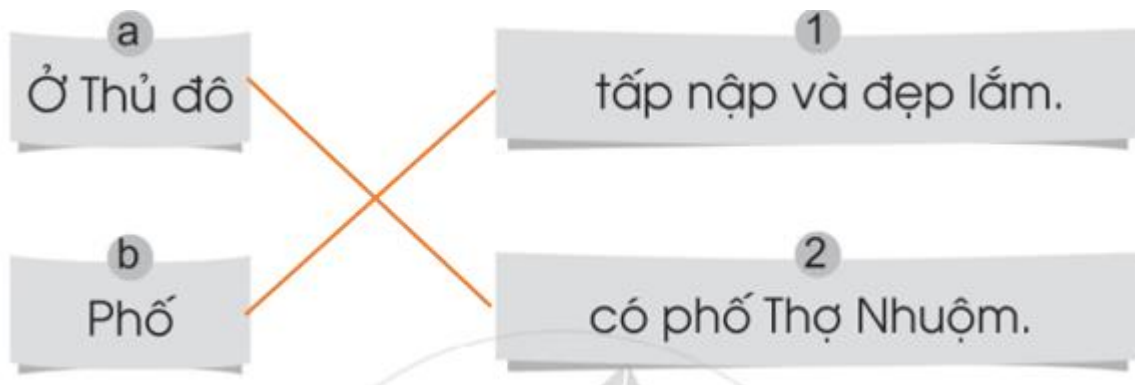 a
Ở Thủ đô
1
tấp nập và đẹp lắm.
b
Phố
2
có phố Thợ Nhuộm.